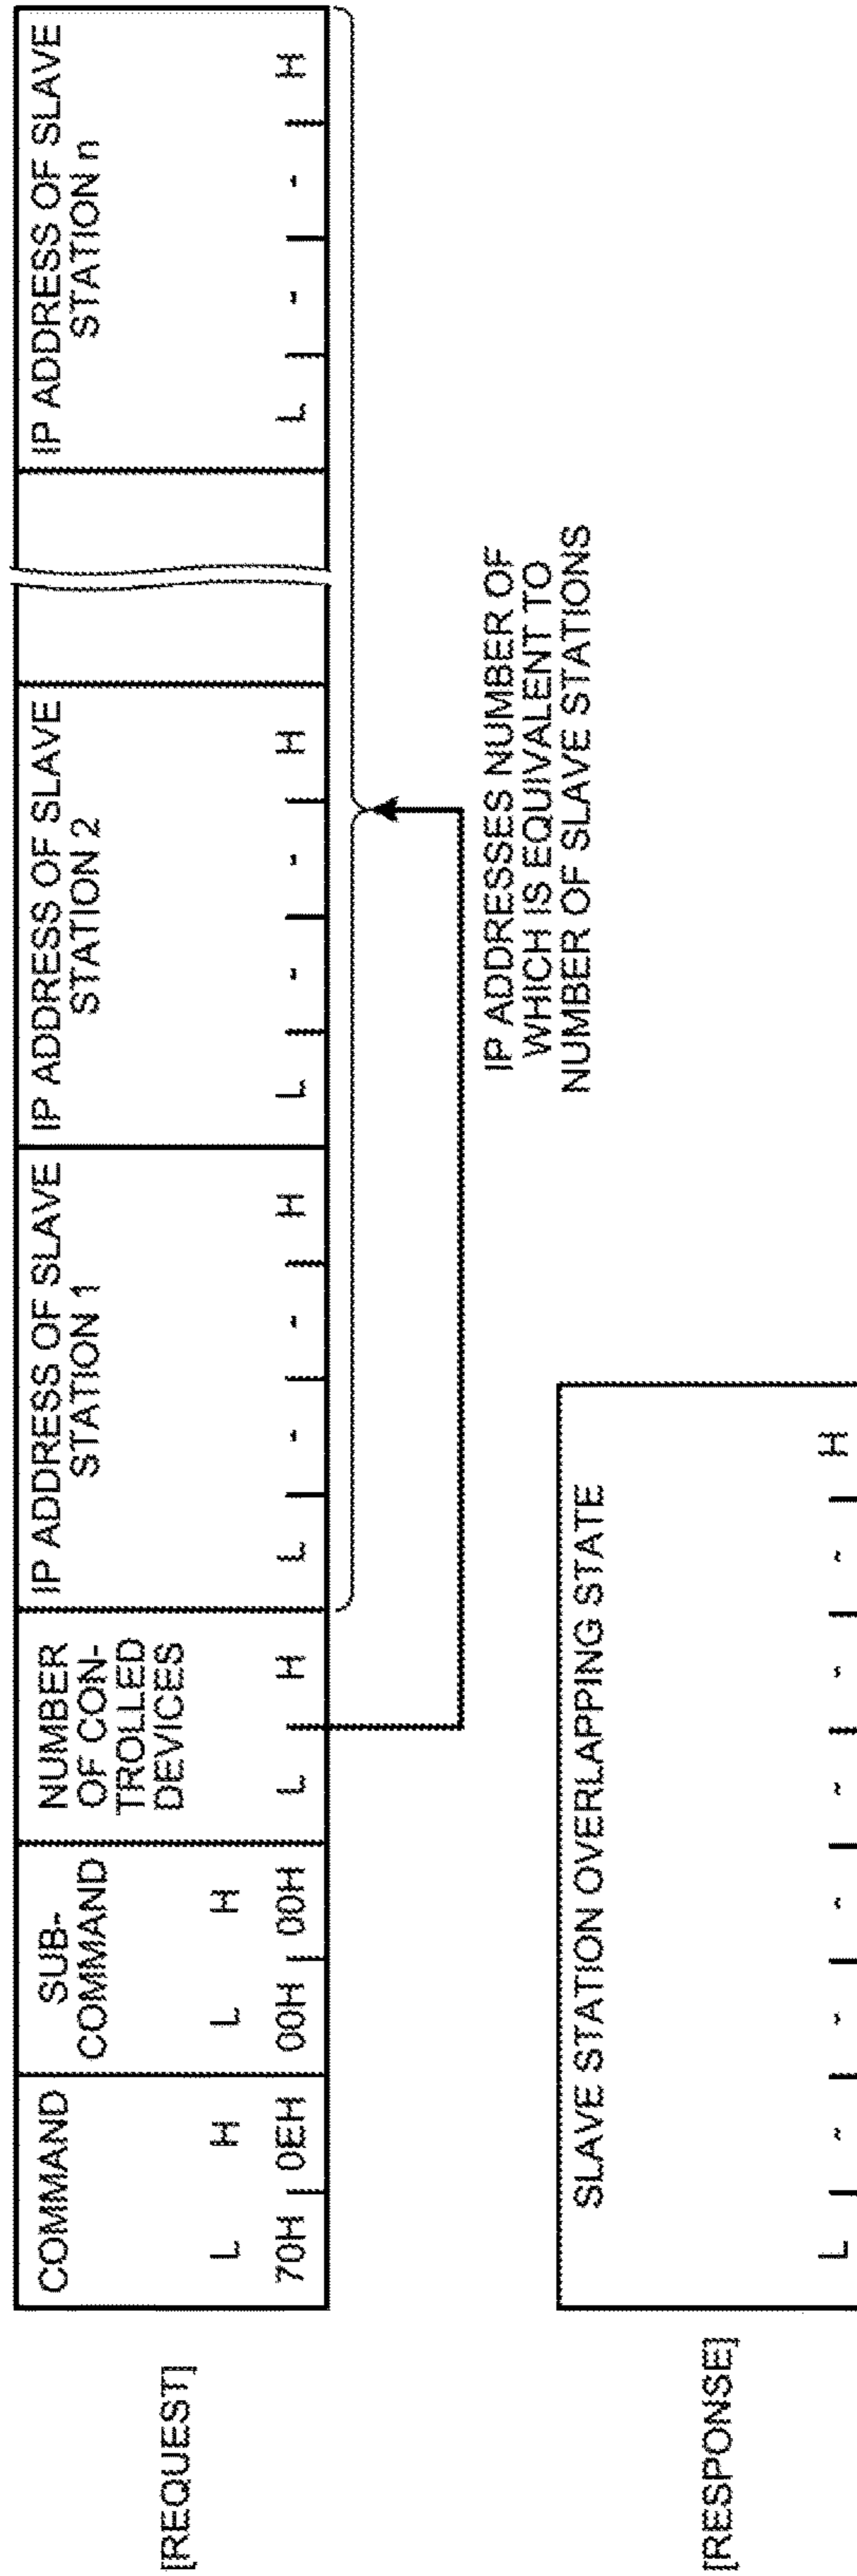 [REQUEST]
COMMAND
L H
70H 0EH
SUB-
COMMAND
L H
00H 00H
NUMBER
OF CON-
TROLLED
DEVICES
L H
IP ADDRESS OF SLAVE
STATION 1
L - - H
IP ADDRESS OF SLAVE
STATION 2
L - - H
IP ADDRESS OF SLAVE
STATION n
L - - H
IP ADDRESSES NUMBER OF
WHICH IS EQUIVALENT TO
NUMBER OF SLAVE STATIONS
[RESPONSE]
SLAVE STATION OVERLAPPING STATE
L - - - - - - H